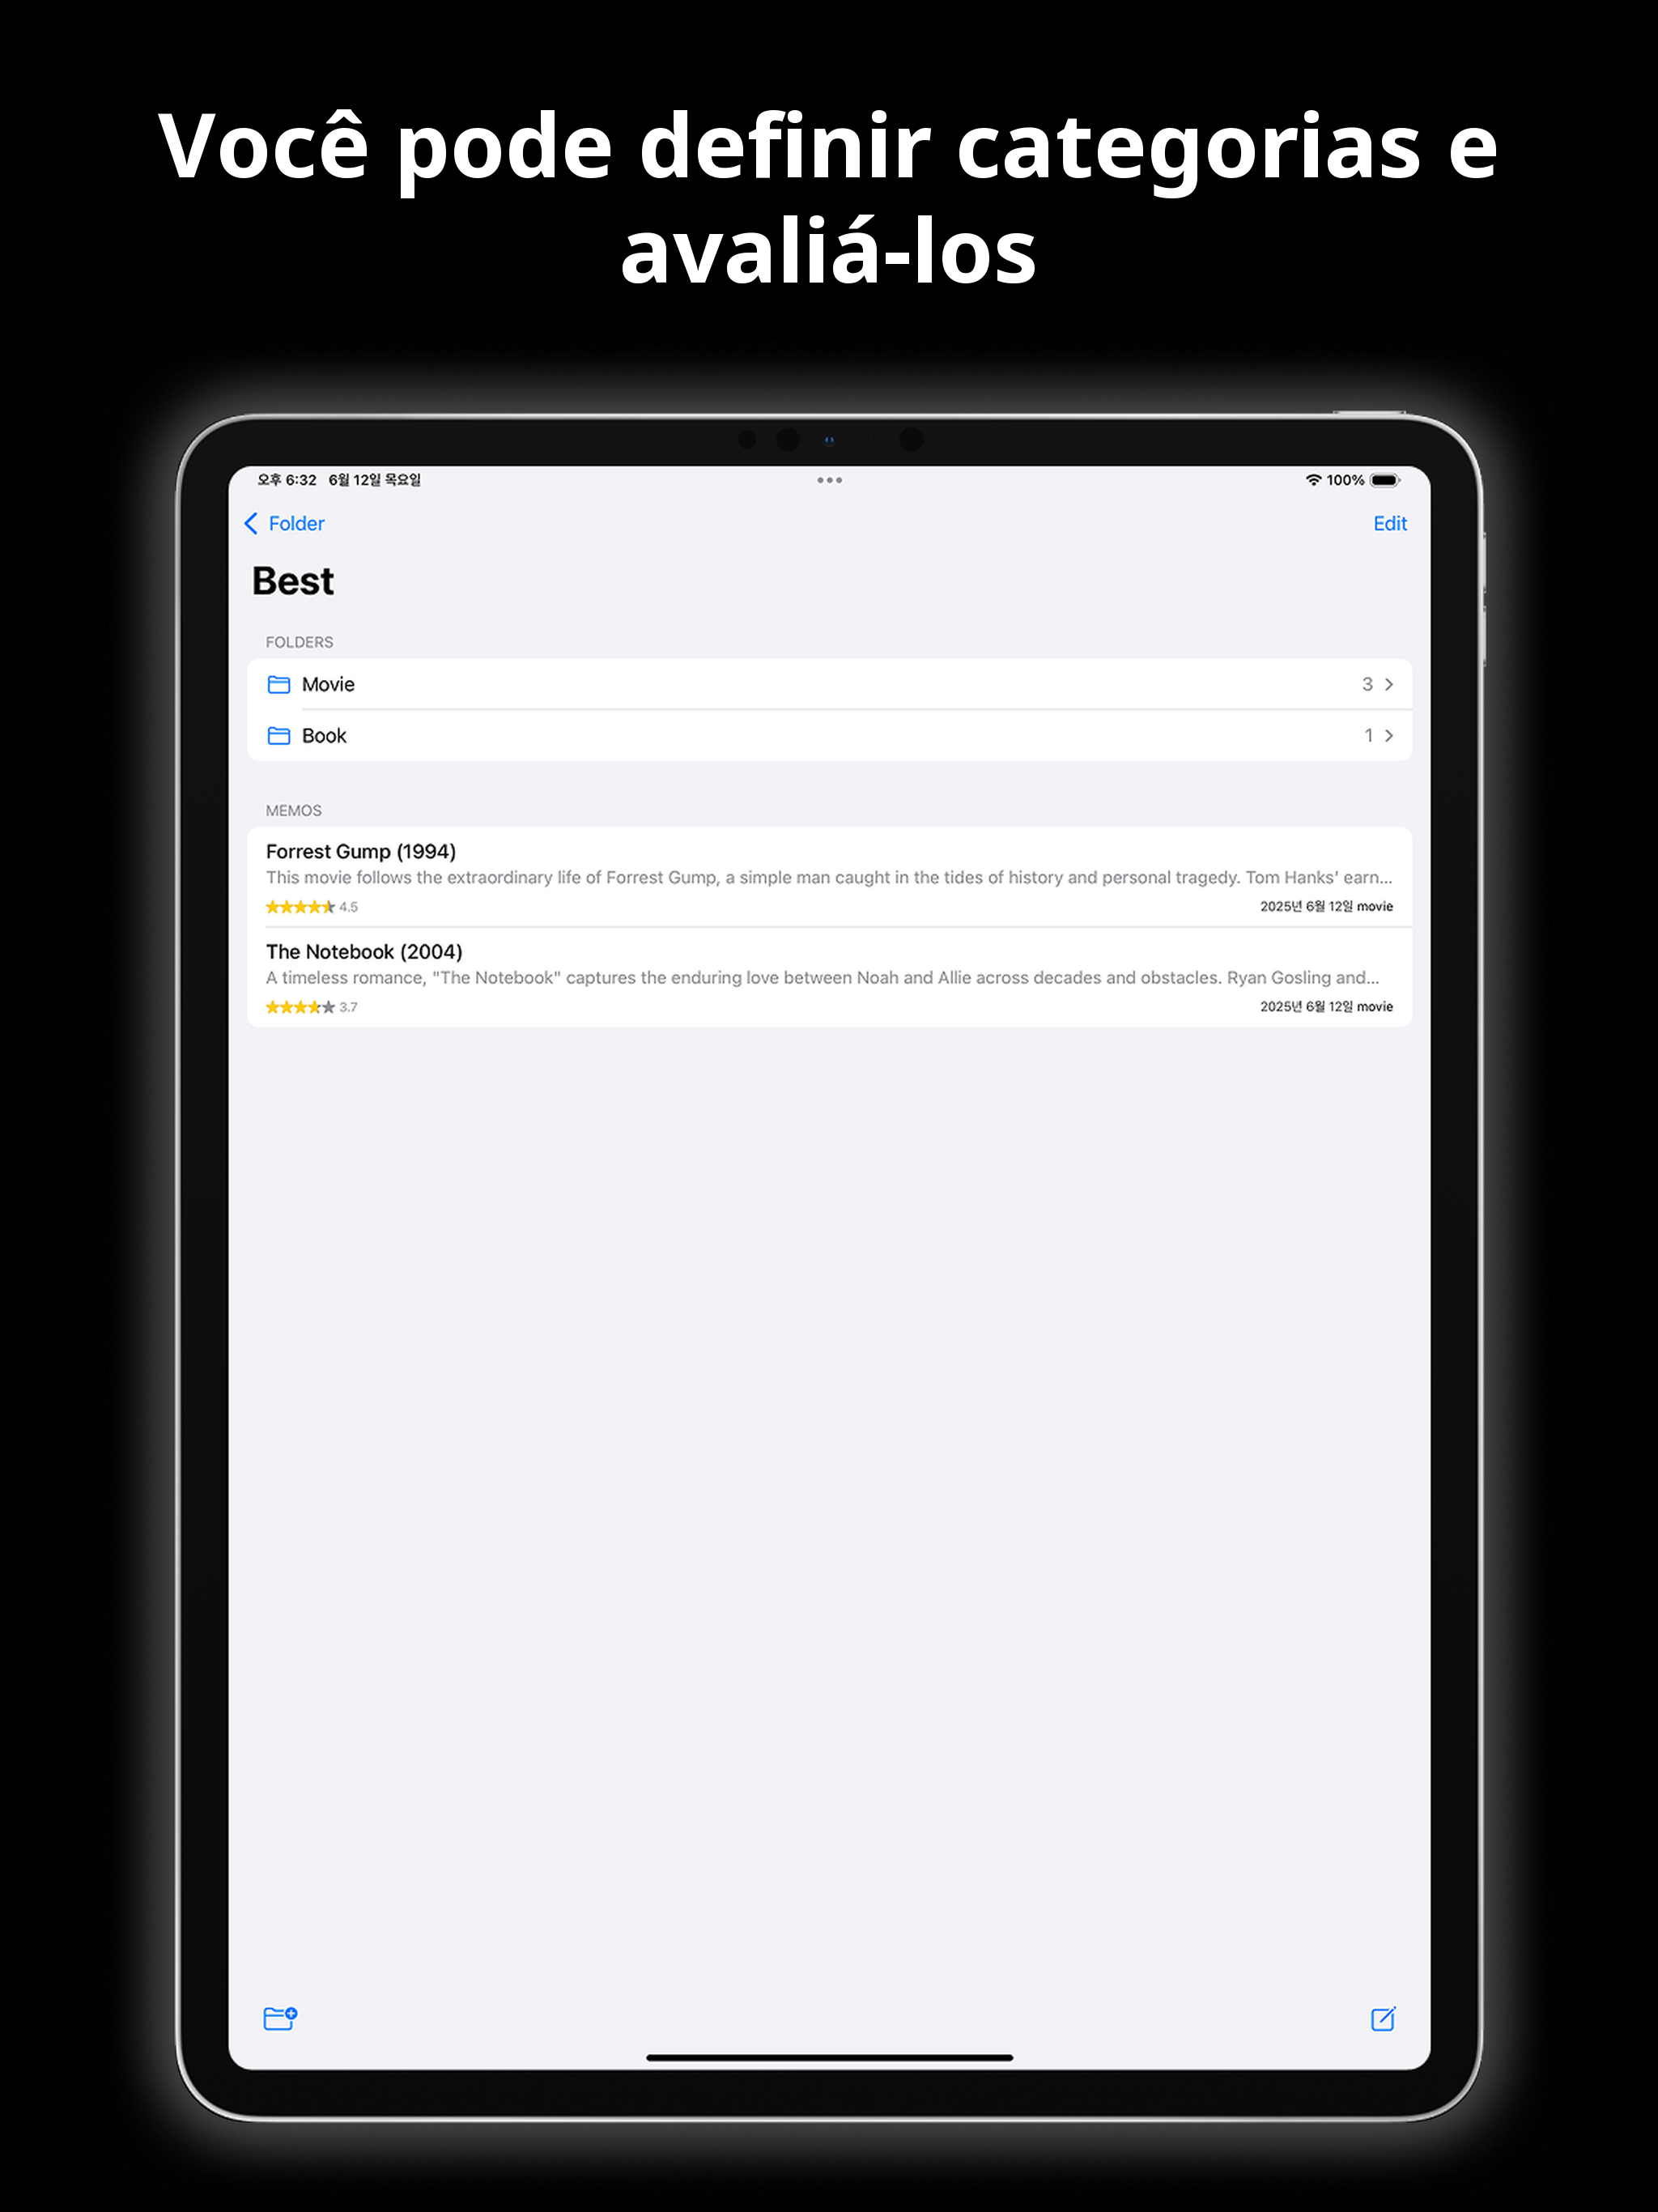 Você pode definir categorias e
avaliá-los
오후 6:32 6월 12일 목요일
100%
Folder
Edit
Best
FOLDERS
Movie 3
Book 1
MEMOS
Forrest Gump (1994)
This movie follows the extraordinary life of Forrest Gump, a simple man caught in the tides of history and personal tragedy. Tom Hanks’ earn...
4.5 2025년 6월 12일 movie
The Notebook (2004)
A timeless romance, "The Notebook" captures the enduring love between Noah and Allie across decades and obstacles. Ryan Gosling and...
3.7 2025년 6월 12일 movie